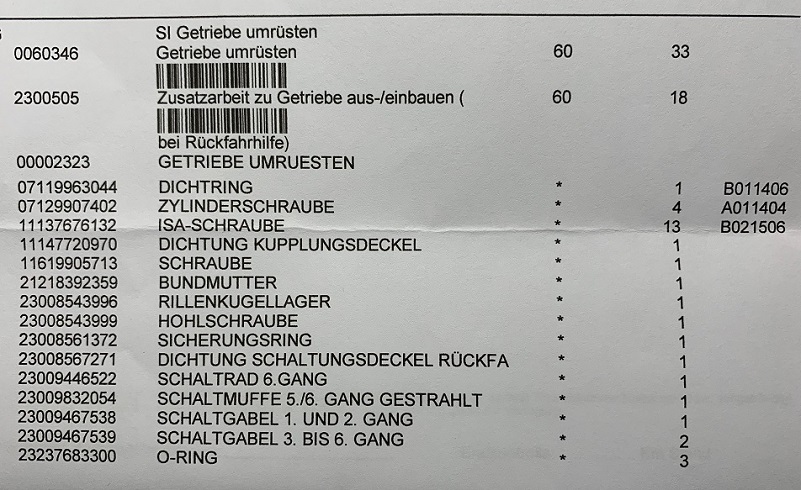 SI Getriebe umrüsten
0060346 Getriebe umrüsten 60 33
2300505 Zusatzarbeit zu Getriebe aus-/einbauen ( 60 18
bei Rückfahrhilfe)
00002323 GETRIEBE UMRUESTEN
07119963044 DICHTRING * 1 B011406
07129907402 ZYLINDERSCHRAUBE * 4 A011404
11137676132 ISA-SCHRAUBE * 13 B021506
11147720970 DICHTUNG KUPPLUNGSDECKEL * 1
11619905713 SCHRAUBE * 1
21218392359 BUNDMUTTER * 1
23008543996 RILLENKUGELLAGER * 1
23008543999 HOHLSCHRAUBE * 1
23008561372 SICHERUNGSRING * 1
23008567271 DICHTUNG SCHALTUNGSDECKEL RÜCKFA * 1
23009446522 SCHALTRAD 6.GANG * 1
23009832054 SCHALTMUFFE 5./6. GANG GESTRAHLT * 1
23009467538 SCHALTGABEL 1. UND 2. GANG * 1
23009467539 SCHALTGABEL 3. BIS 6. GANG * 2
23237683300 O-RING * 3